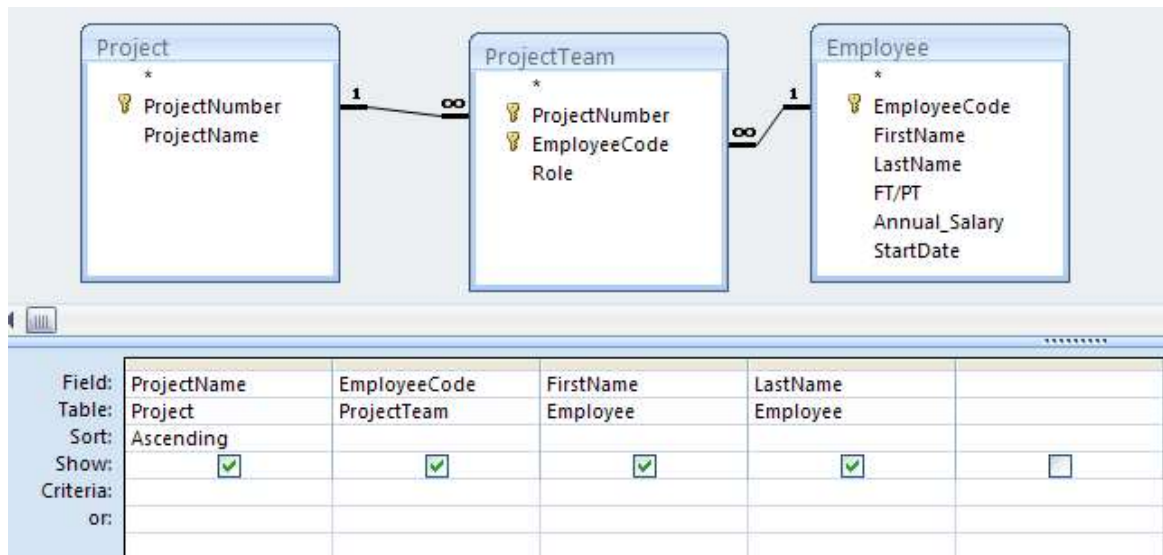 Project
*
ProjectNumber
ProjectName
1
∞
ProjectTeam
*
ProjectNumber
EmployeeCode
Role
∞
1
Employee
*
EmployeeCode
FirstName
LastName
FT/PT
Annual_Salary
StartDate
Field: ProjectName EmployeeCode FirstName LastName
Table: Project ProjectTeam Employee Employee
Sort: Ascending
Show:
Criteria:
or: